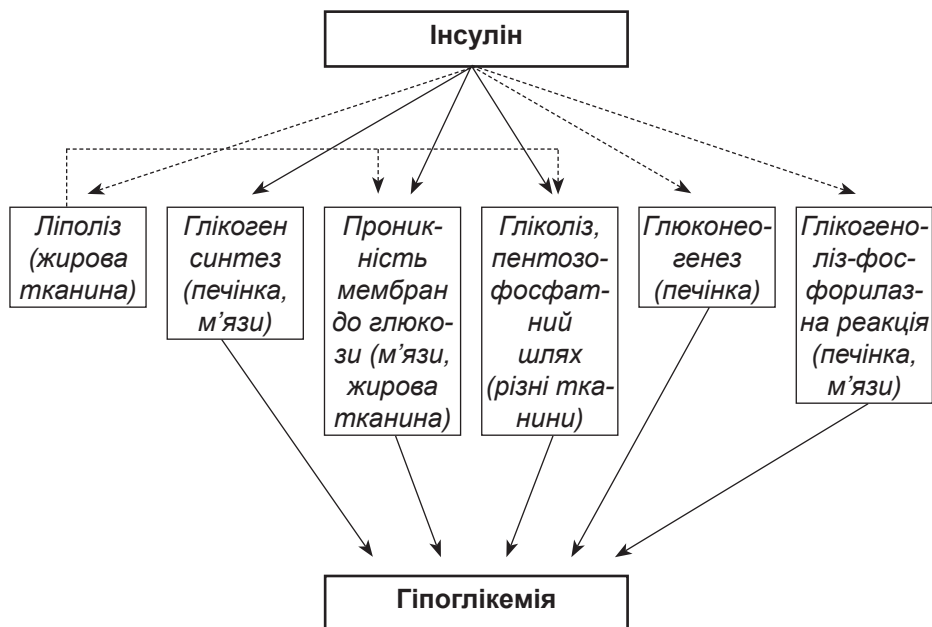 Інсулін
Ліполіз
(жирова
тканина)
Глікоген
синтез
(печінка,
м’язи)
Проник-
ність
мембран
до глюко-
зи (м’язи,
жирова
тканина)
Гліколіз,
пентозо-
фосфат-
ний
шлях
(різні тка-
нини)
Глюконео-
генез
(печінка)
Глікогено-
ліз-фос-
форилаз-
на реакція
(печінка,
м’язи)
Гіпоглікемія